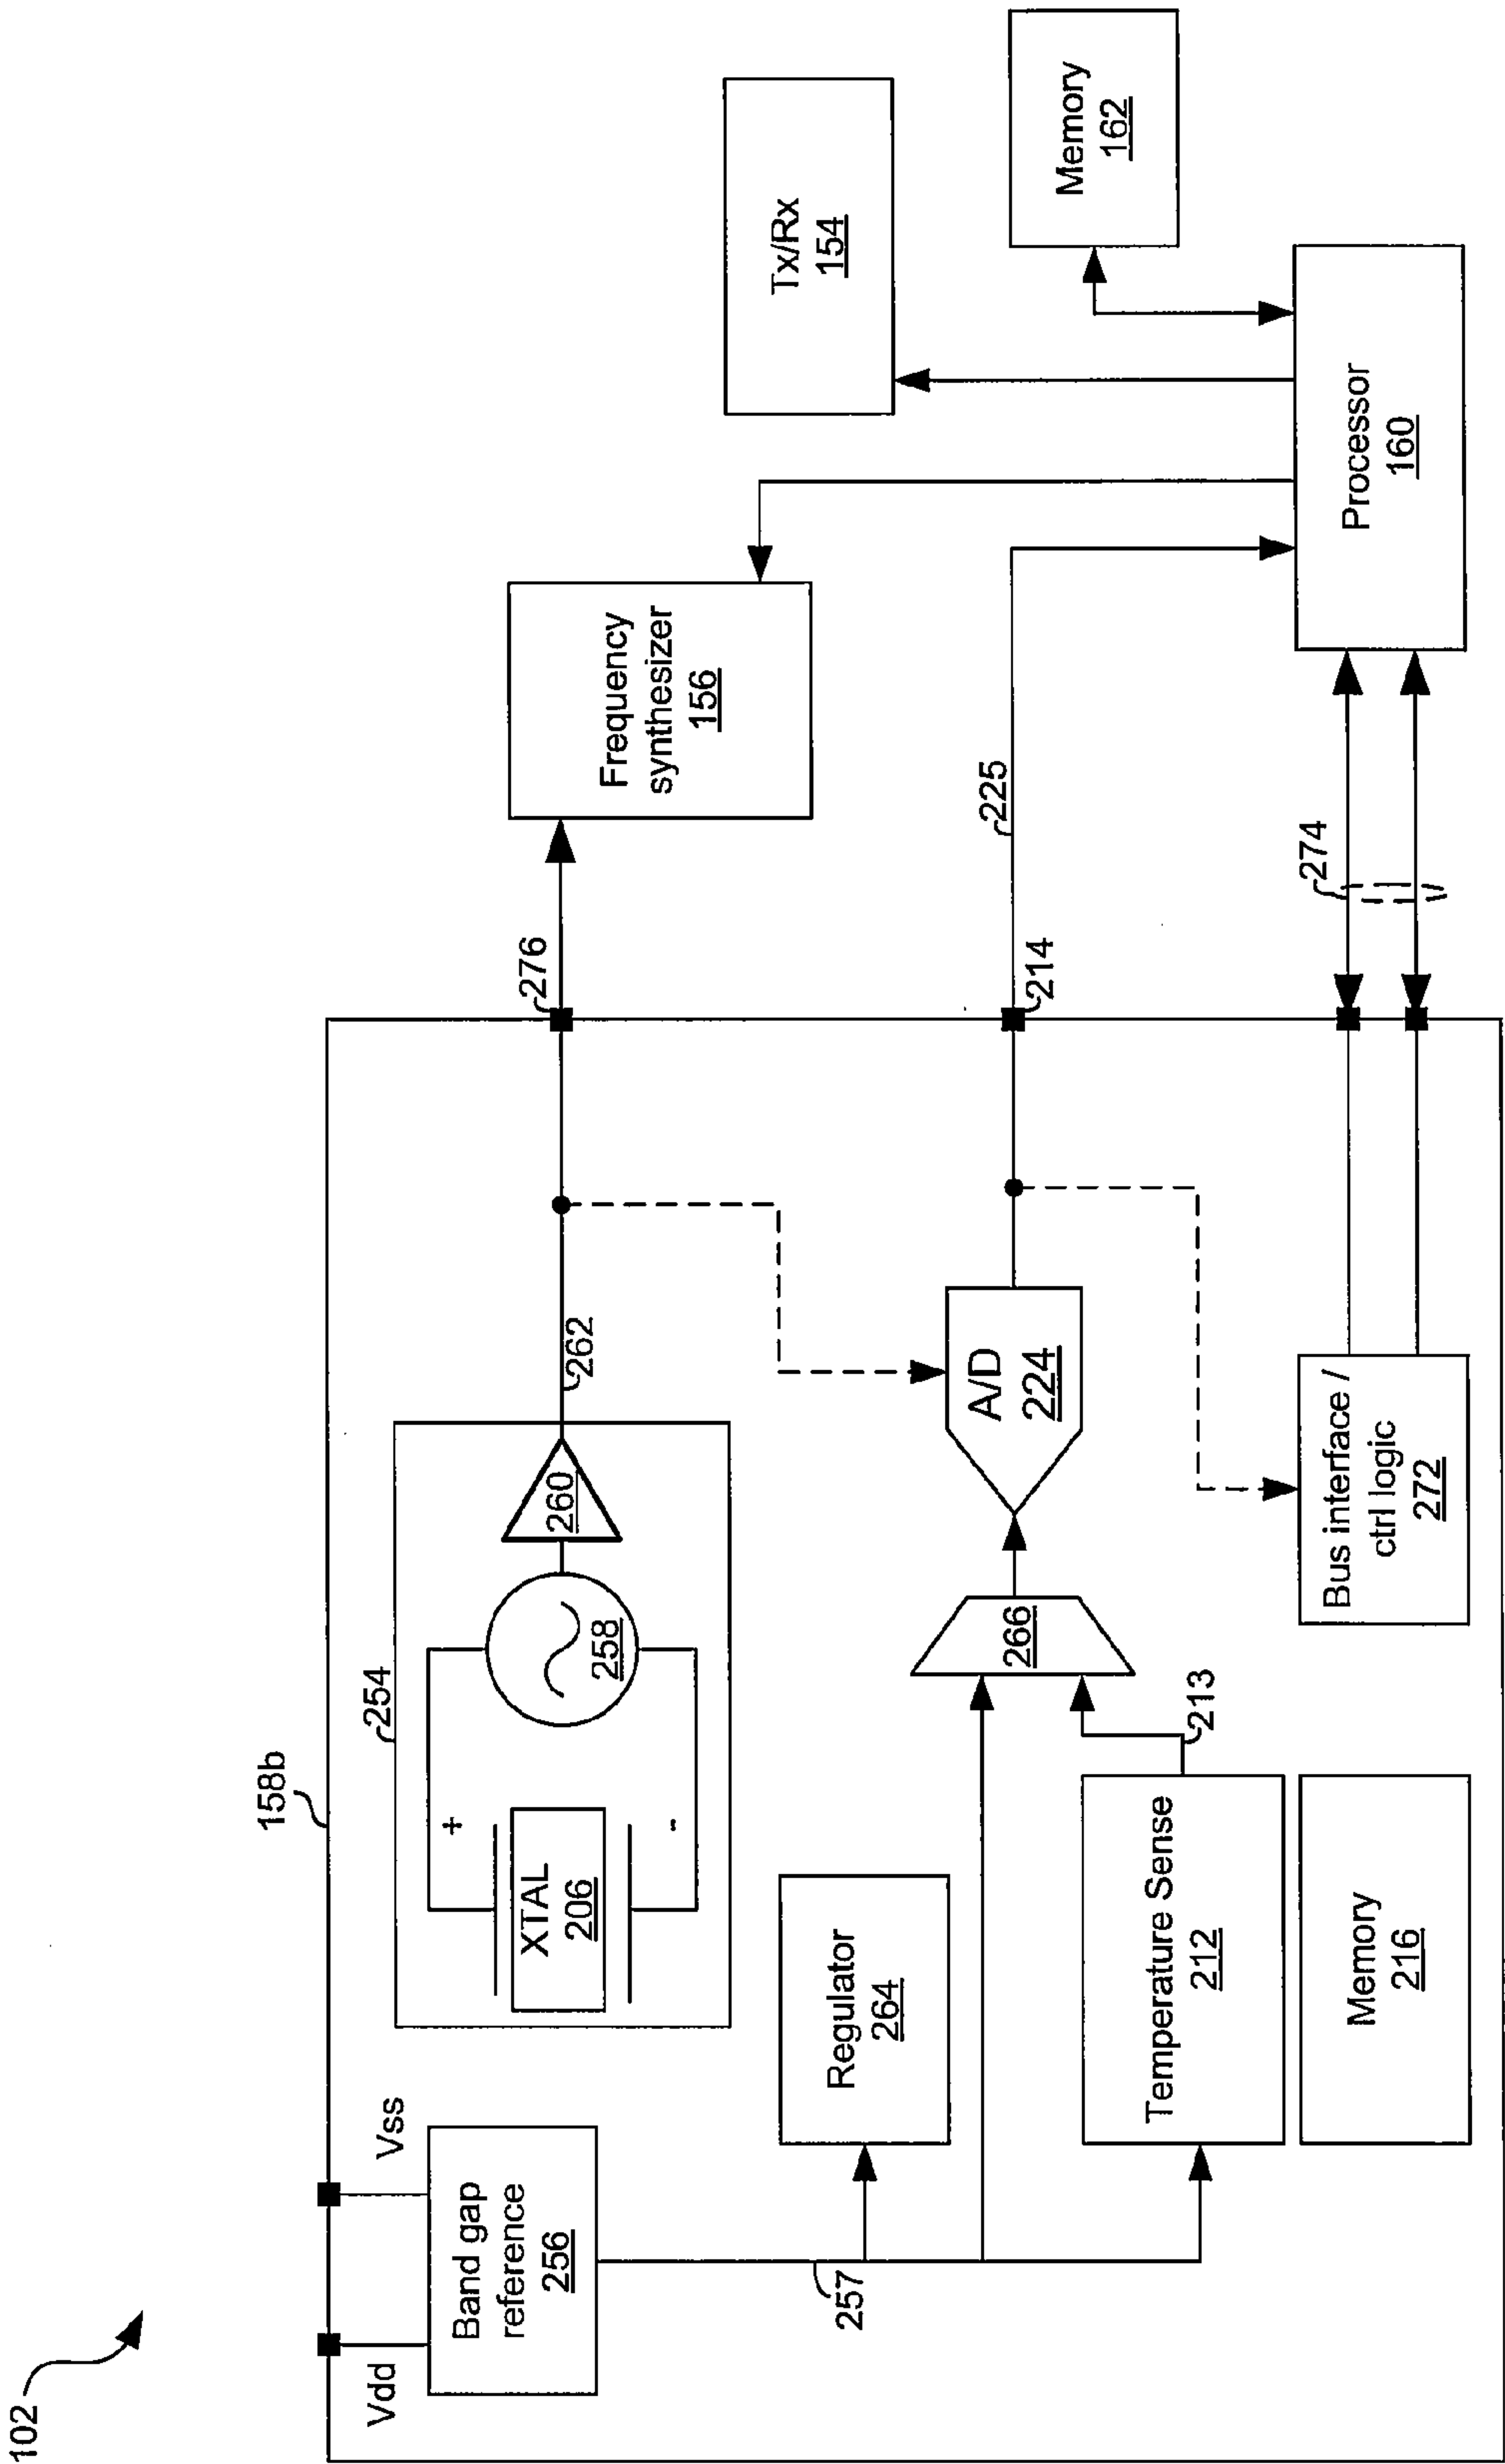 102
158b
Vdd
Vss
Band gap
reference
256
257
254
XTAL
206
+
-
258
260
262
276
Frequency
synthesizer
156
Tx/Rx
154
Regulator
264
266
A/D
224
214
225
Memory
162
Temperature Sense
212
213
Memory
216
Bus interface /
ctrl logic
272
274
Processor
160